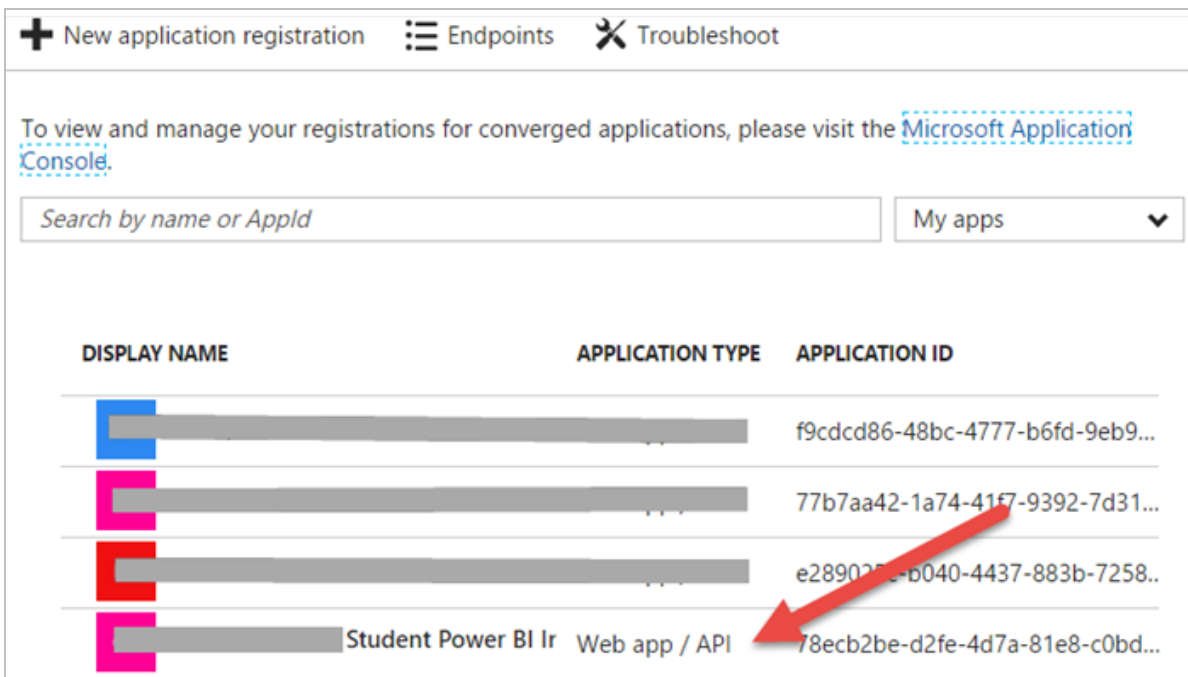 New application registration Endpoints Troubleshoot
To view and manage your registrations for converged applications, please visit the Microsoft Application
Console.
Search by name or AppId My apps
DISPLAY NAME APPLICATION TYPE APPLICATION ID
f9cdcd86-48bc-4777-b6fd-9eb9...
77b7aa42-1a74-41f7-9392-7d31...
b040-4437-883b-7258..
Student Power BI Ir Web app / API 78ecb2be-d2fe-4d7a-81e8-c0bd...